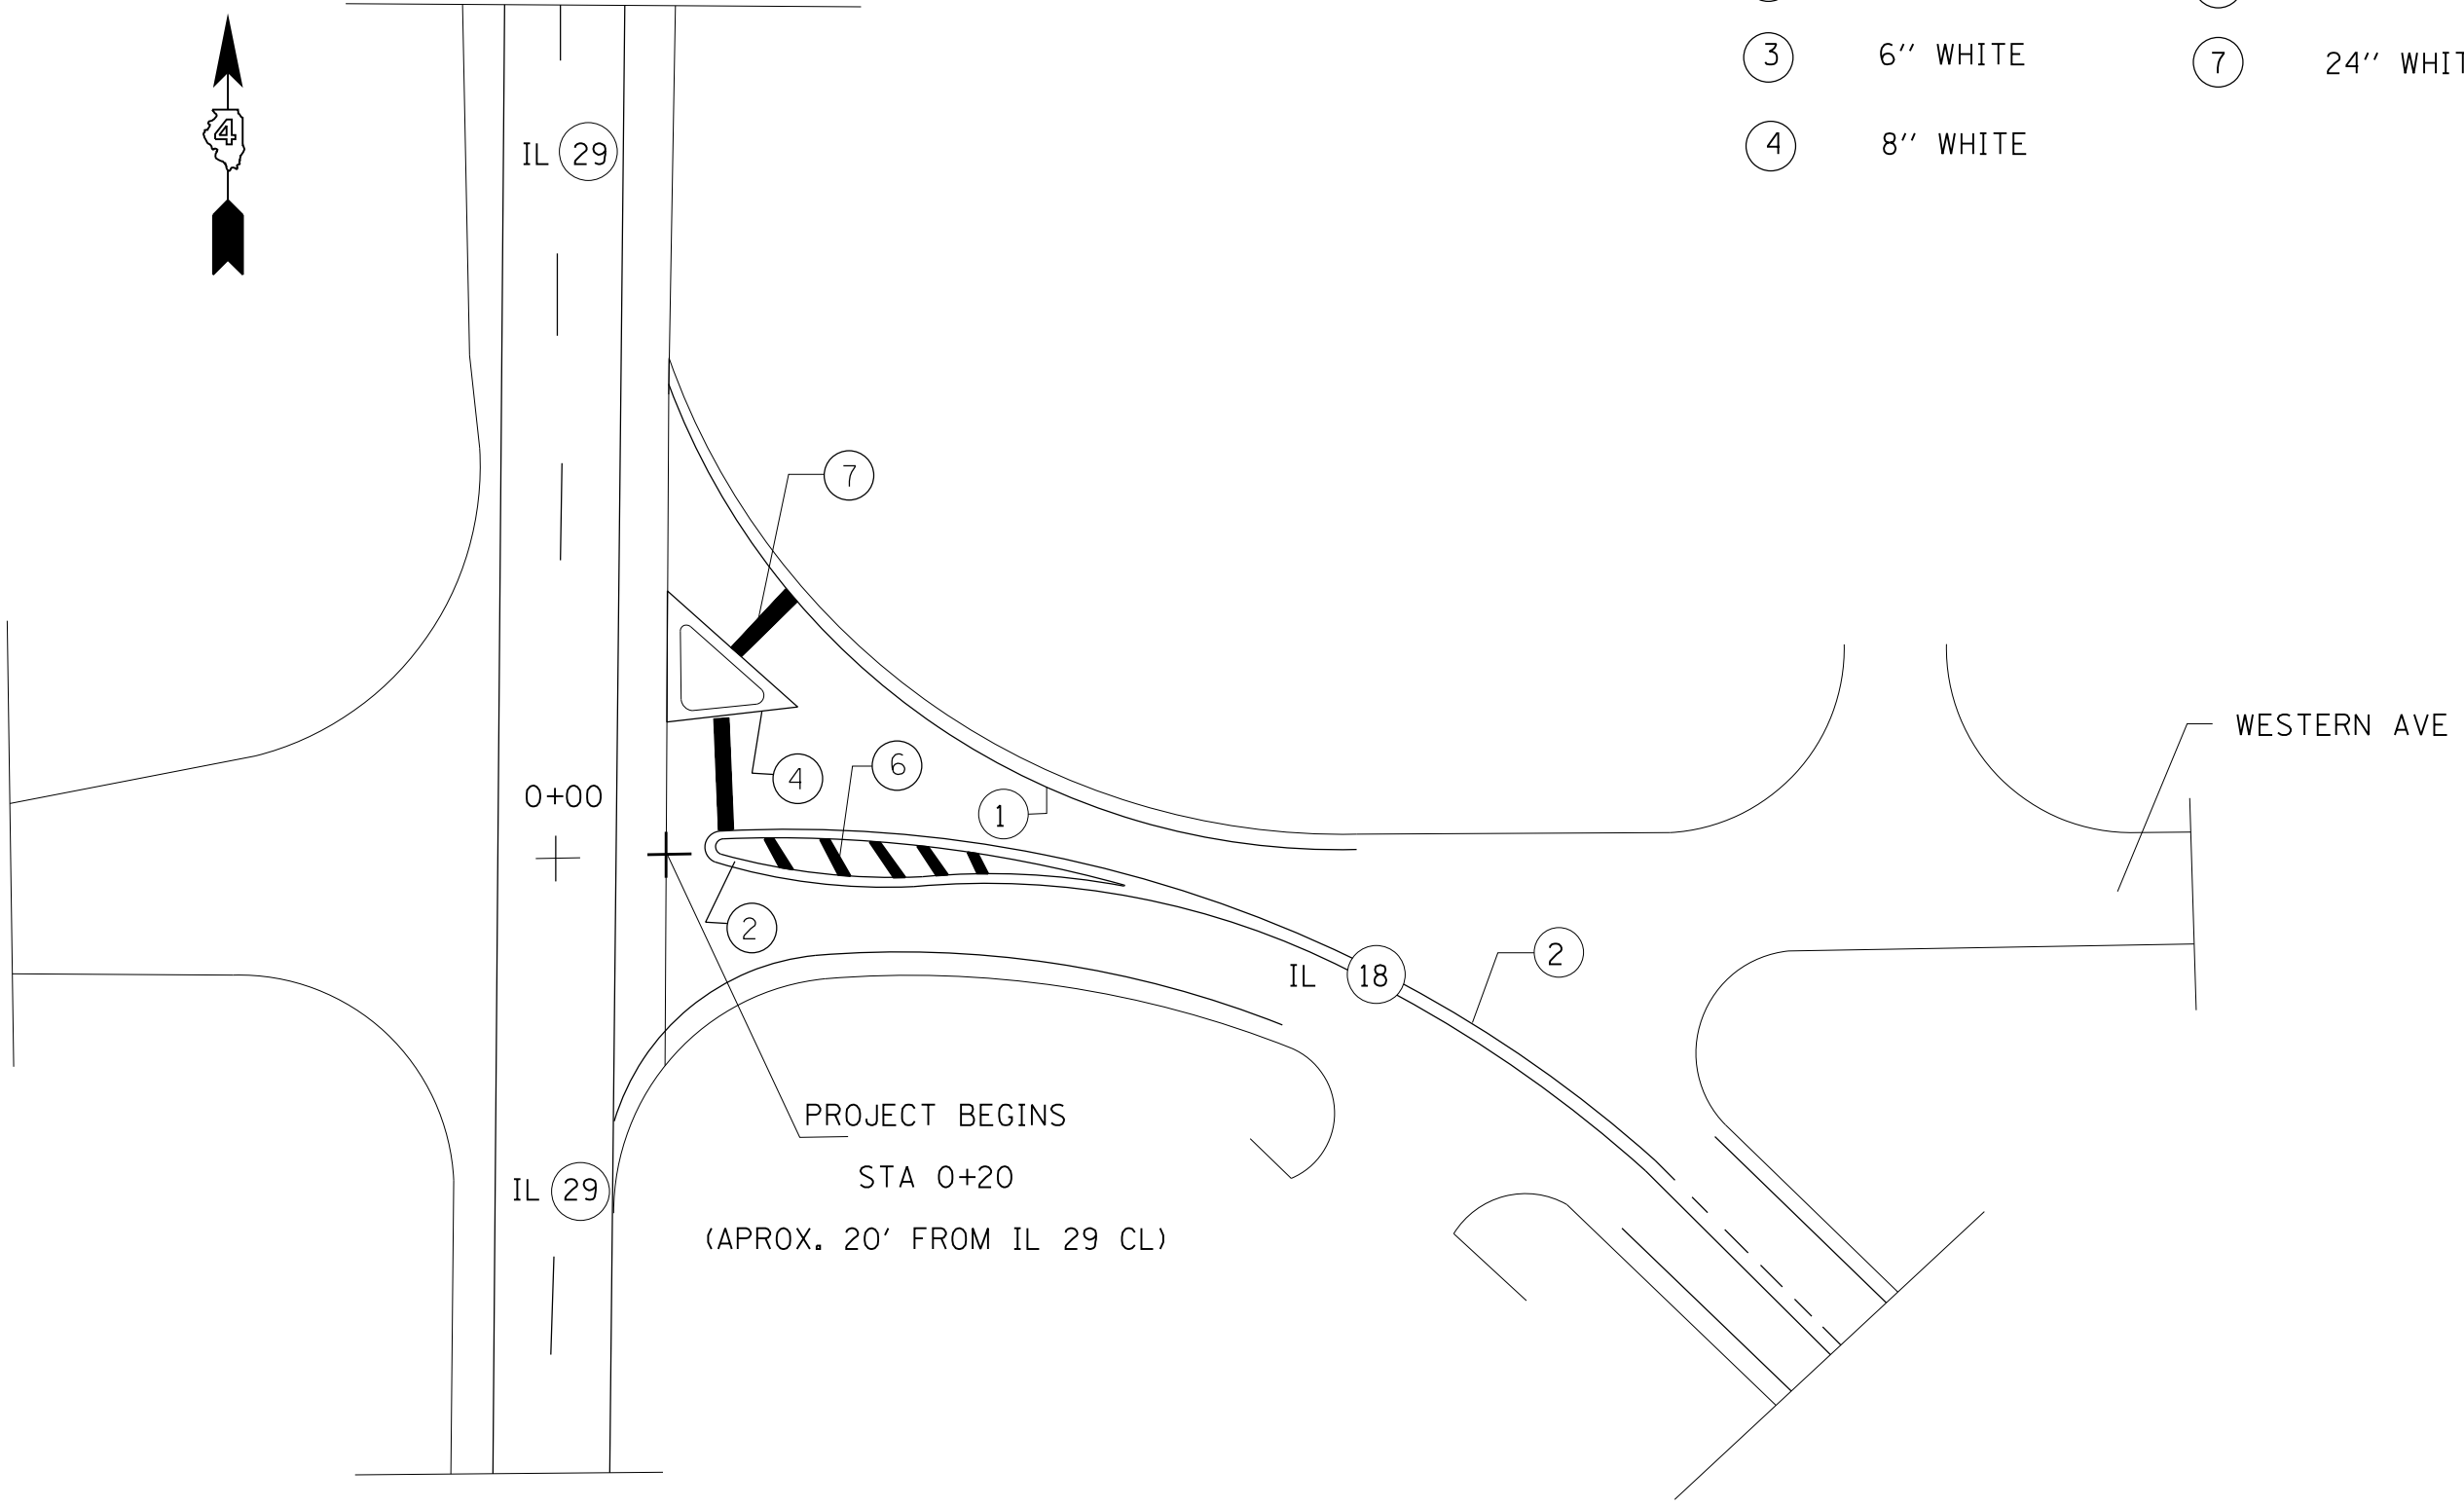 3 6'' WHITE
7 24'' WHIT
4 8'' WHITE
4
IL 29
7
WESTERN AVE
4
6
0+00
1
2
IL 18
2
PROJECT BEGINS
STA 0+20
(APPROX. 20' FROM IL 29 CL)
IL 29